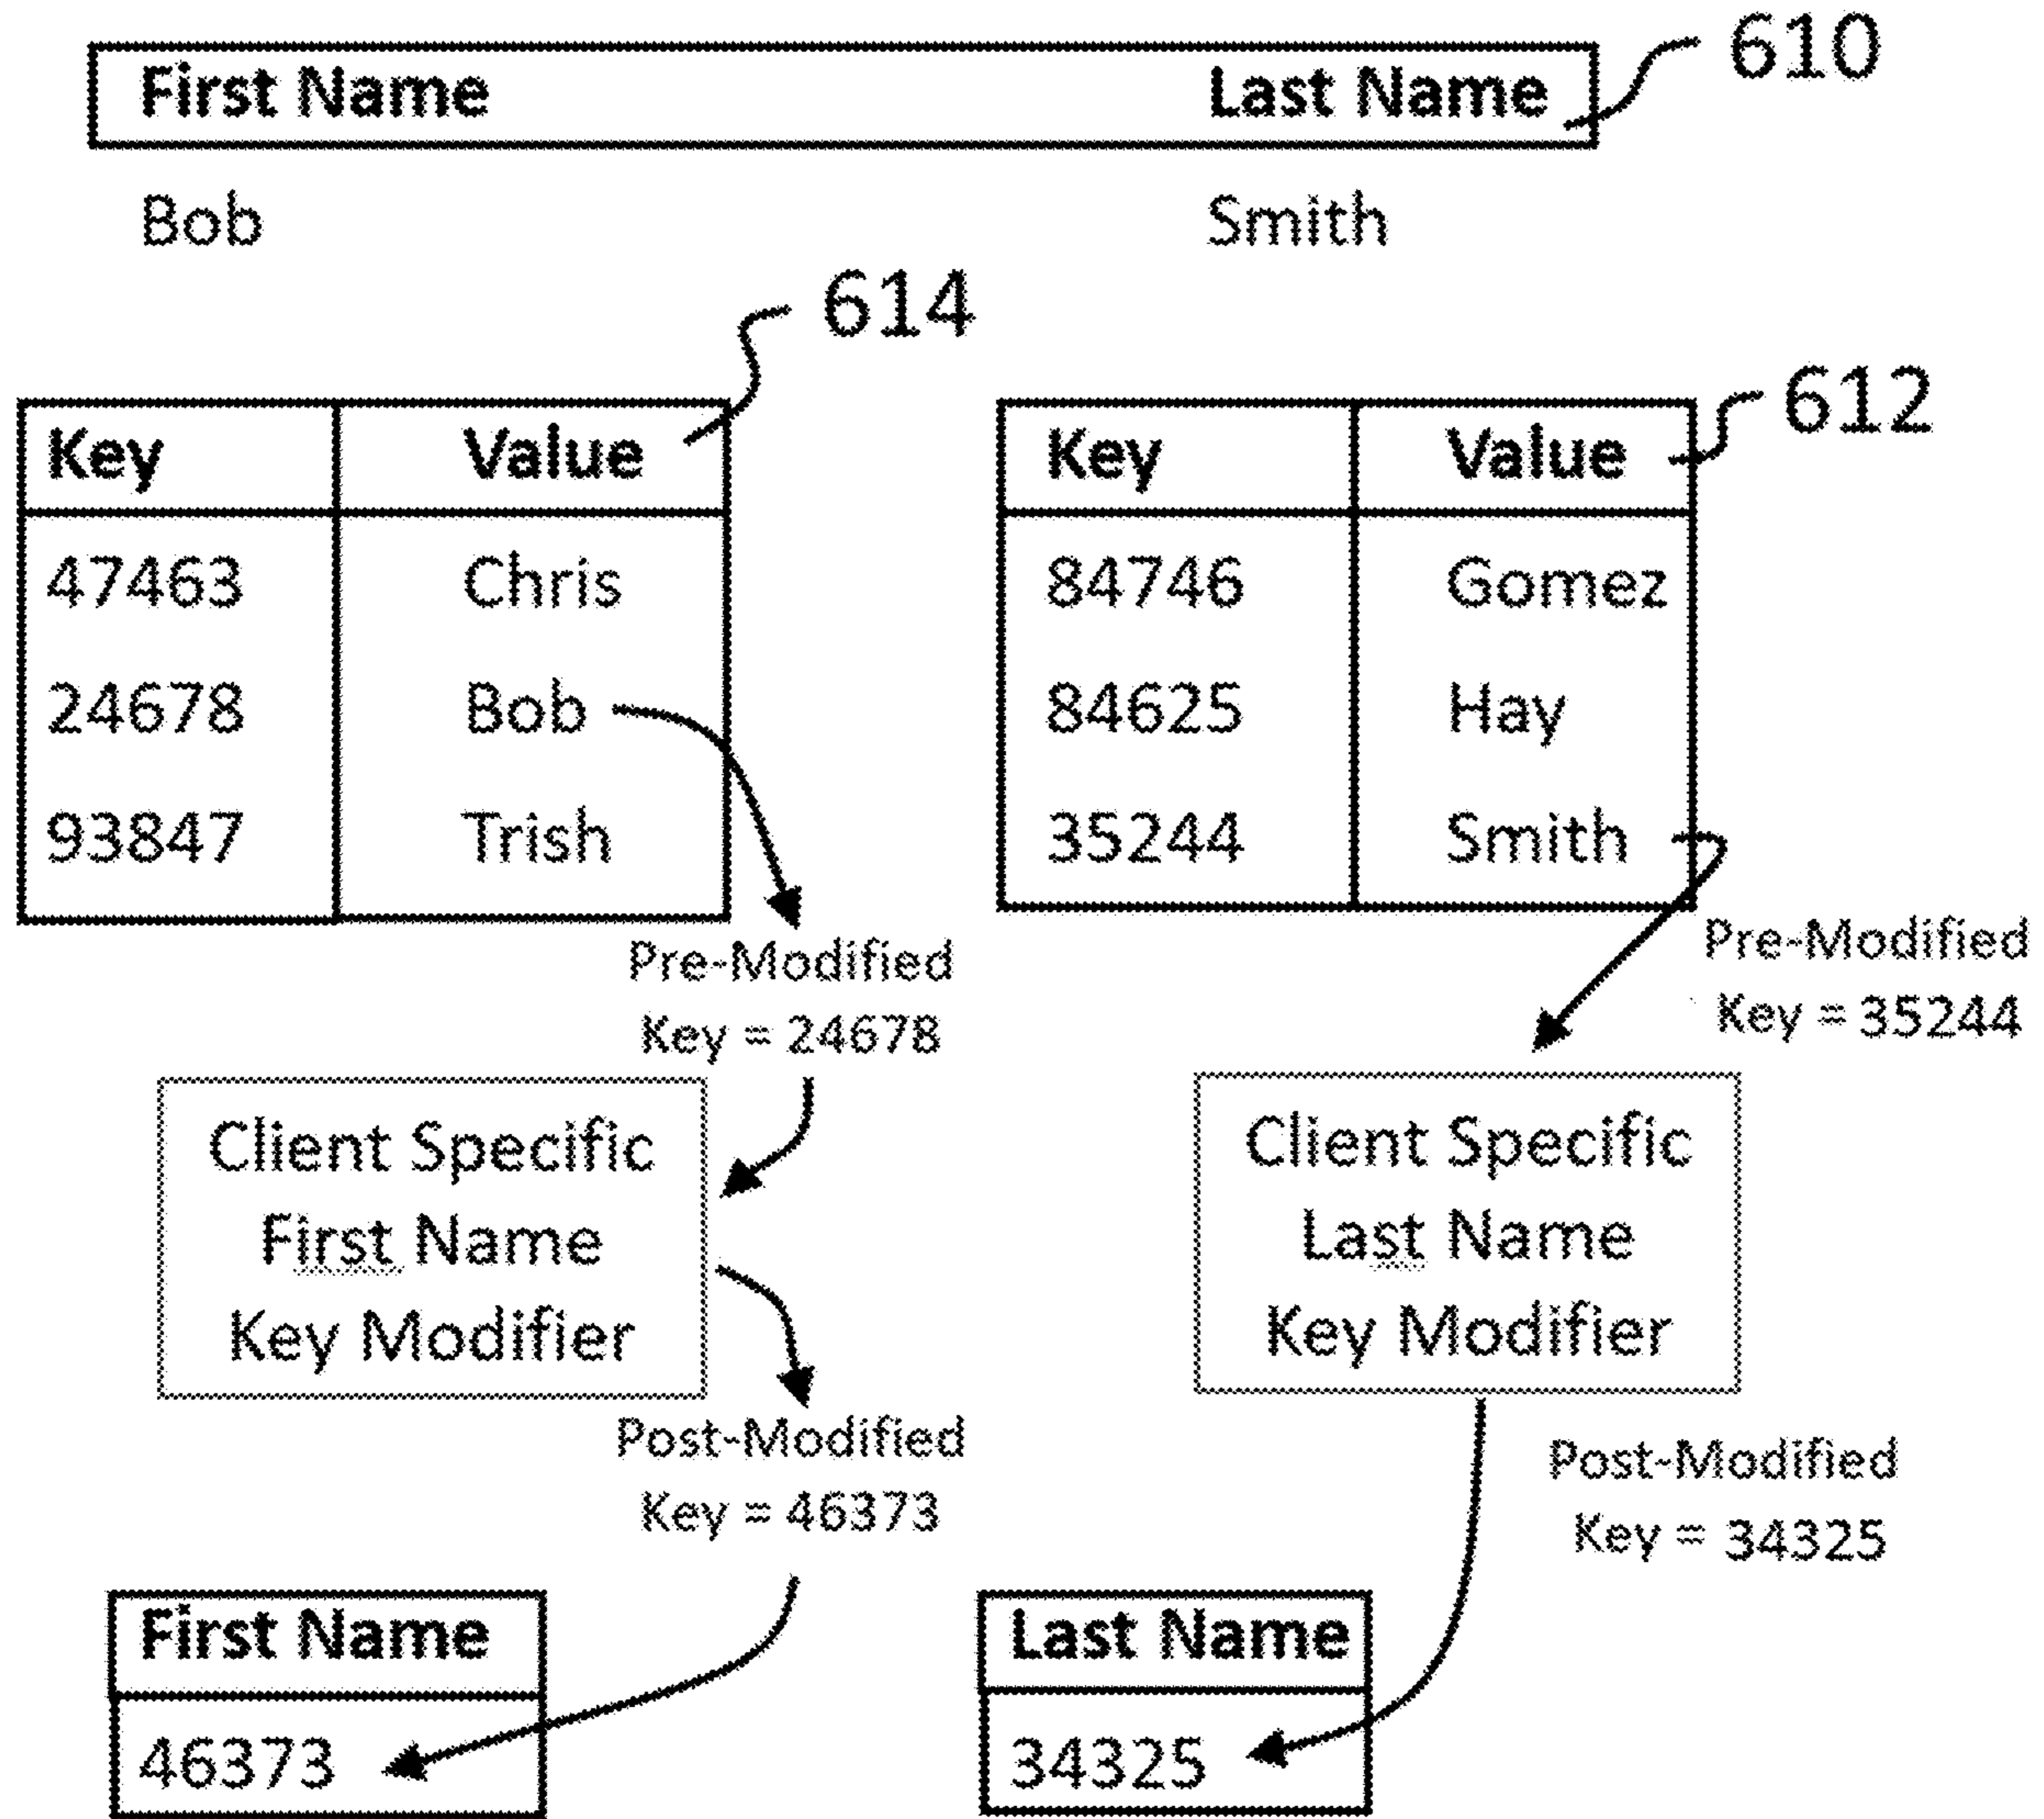 First Name Last Name 610
Bob Smith
614
612
Key Value
47463 Chris
24678 Bob
93847 Trish
Key Value
84746 Gomez
84625 Hay
35244 Smith
Pre-Modified
Key = 24678
Pre-Modified
Key = 35244
Client Specific
First Name
Key Modifier
Client Specific
Last Name
Key Modifier
Post-Modified
Key = 46373
Post-Modified
Key = 34325
First Name
46373
Last Name
34325